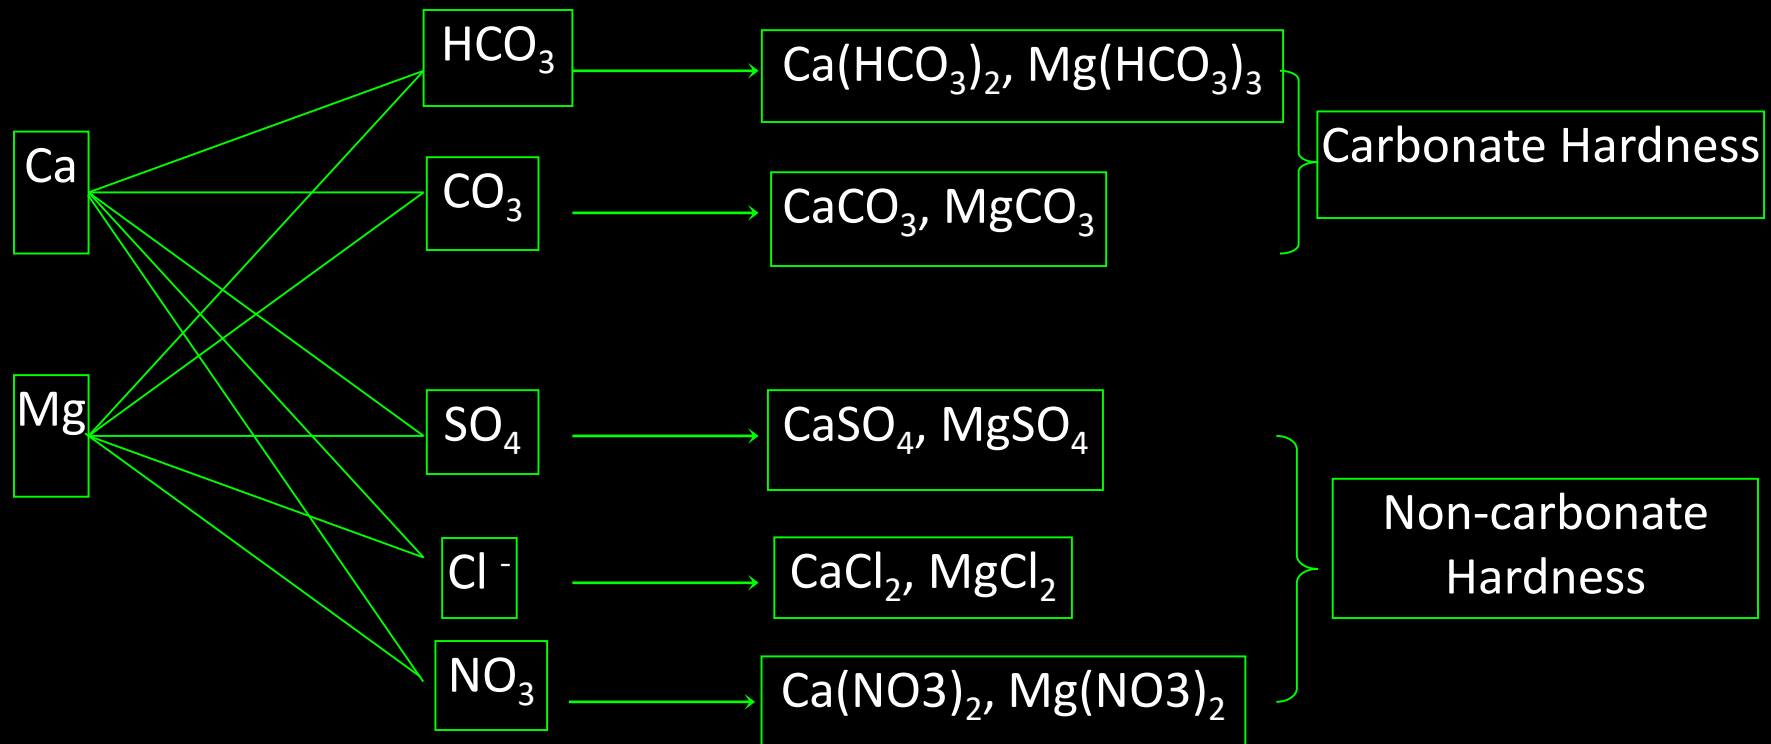 Ca
Mg
HCO₃
CO₃
SO₄
Cl ⁻
NO₃
Ca(HCO₃)₂, Mg(HCO₃)₃
CaCO₃, MgCO₃
CaSO₄, MgSO₄
CaCl₂, MgCl₂
Ca(NO3)₂, Mg(NO3)₂
Carbonate Hardness
Non-carbonate
Hardness